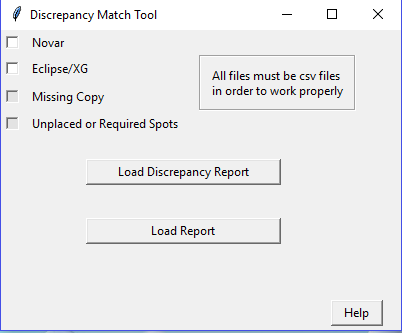 Discrepancy Match Tool
Novar
Eclipse/XG
Missing Copy
Unplaced or Required Spots
All files must be csv files
in order to work properly
Load Discrepancy Report
Load Report
Help